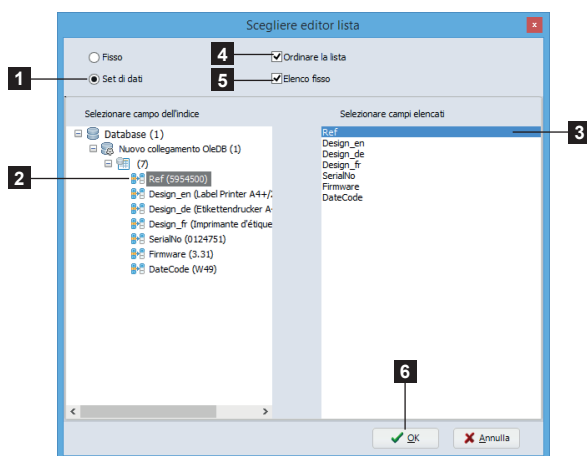 Scegliere editor lista
x
Fisso
4
Ordinare la lista
1
Set di dati
5
Elenco fisso
Selezionare campo dell'indice
Selezionare campi elencati
Database (1)
Nuovo collegamento OleDB (1)
(7)
2
Ref (5954500)
Design_en (Label Printer A4+/
Design_de (Etikettendrucker A
Design_fr (Imprimante d'étique
SerialNo (0124751)
Firmware (3.31)
DateCode (W49)
Ref
3
Design_en
Design_de
Design_fr
SerialNo
Firmware
DateCode
6
OK
Annulla